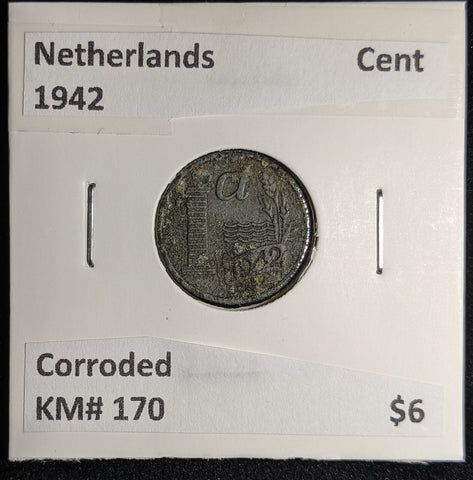 Netherlands Cent
1942
1 ct
1942
Corroded
KM# 170 $6